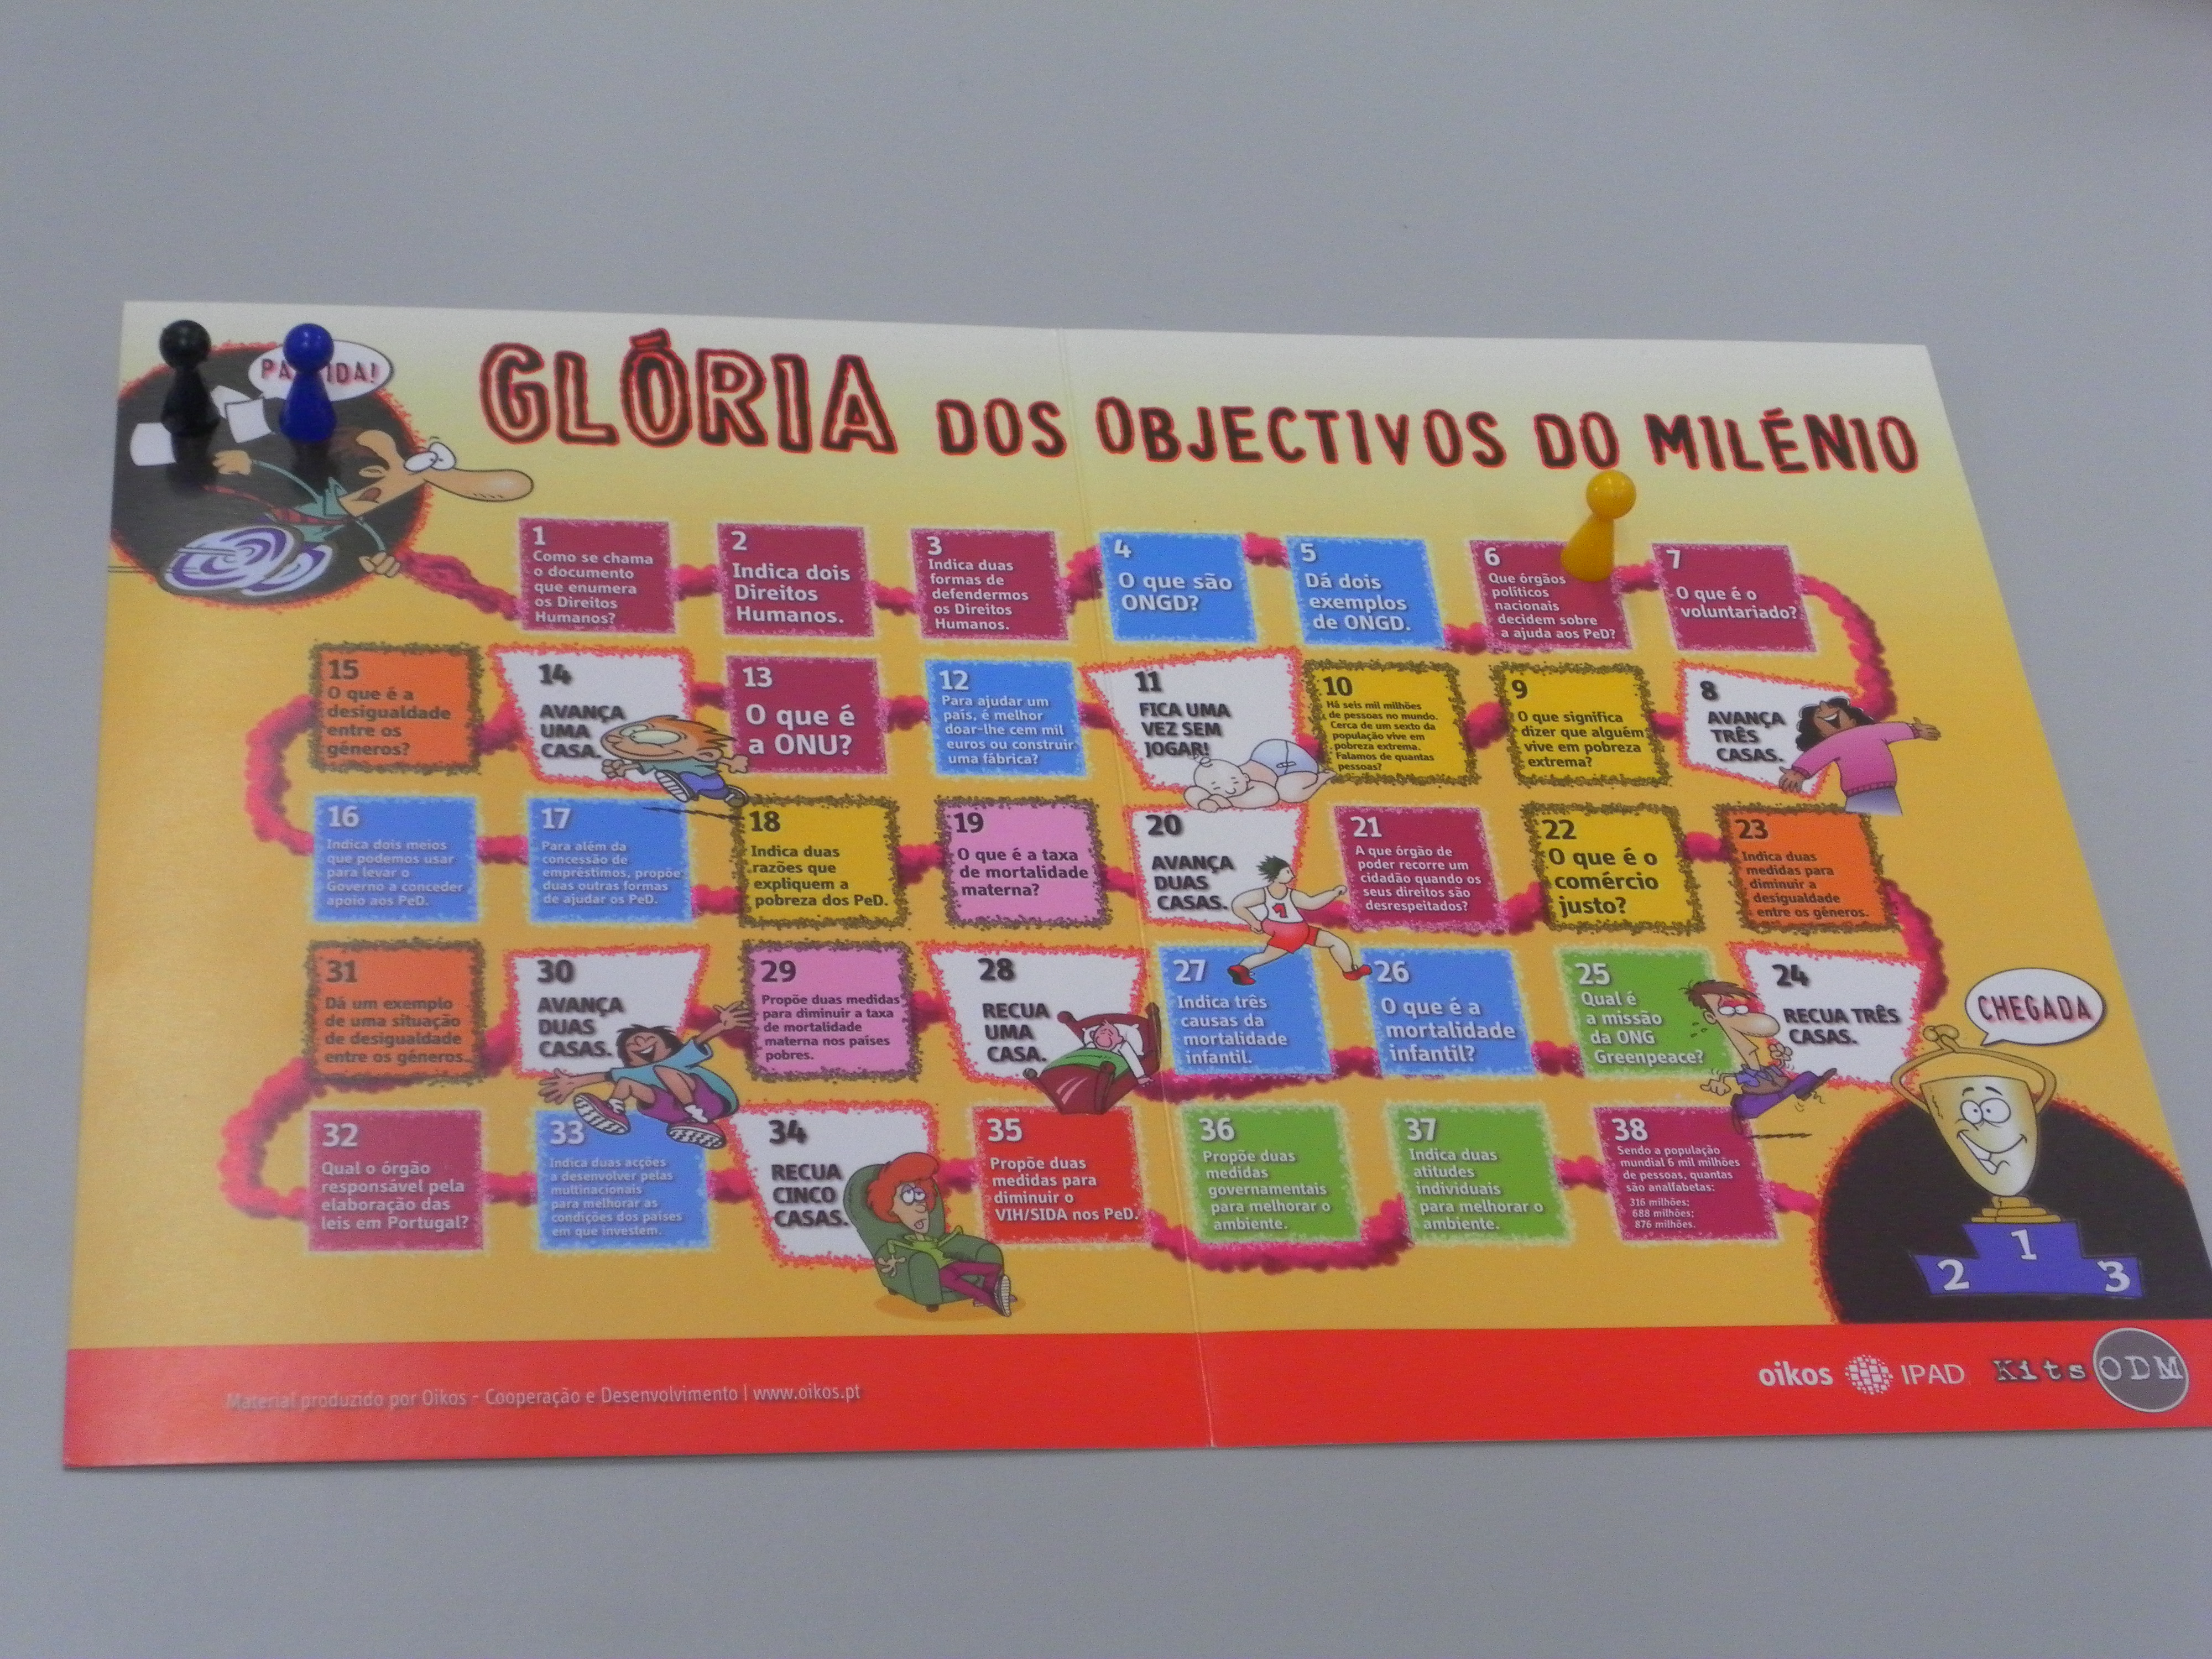 PA
IDA!
GLÓRIA DOS OBJECTIVOS DO MILÉNIO
1
Como se chama
o documento
que enumera
os Direitos
Humanos?
2
Indica dois
Direitos
Humanos.
3
Indica duas
formas de
defendermos
os Direitos
Humanos.
4
O que são
ONGD?
5
Dá dois
exemplos
de ONGD.
6
Que órgãos
políticos
nacionais
decidem sobre
a ajuda aos PeD?
7
O que é o
voluntariado?
8
AVANÇA
TRÊS
CASAS.
9
O que significa
dizer que alguém
vive em pobreza
extrema?
10
Há seis mil milhões
de pessoas no mundo.
Cerca de um sexto da
população vive em
pobreza extrema.
Falamos de quantas
pessoas?
11
FICA UMA
VEZ SEM
JOGAR!
12
Para ajudar um
país, é melhor
doar-lhe cem mil
euros ou construir
uma fábrica?
13
O que é
a ONU?
14
AVANÇA
UMA
CASA.
15
O que é a
desigualdade
entre os
géneros?
16
Indica dois meios
que podemos usar
para levar o
Governo a conceder
apoio aos PeD.
17
Para além da
concessão de
empréstimos, propõe
duas outras formas
de ajudar os PeD.
18
Indica duas
razões que
expliquem a
pobreza dos PeD.
19
O que é a taxa
de mortalidade
materna?
20
AVANÇA
DUAS
CASAS.
21
A que órgão de
poder recorre um
cidadão quando os
seus direitos são
desrespeitados?
22
O que é o
comércio
justo?
23
Indica duas
medidas para
diminuir a
desigualdade
entre os géneros.
24
RECUA TRÊS
CASAS.
25
Qual é
a missão
da ONG
Greenpeace?
26
O que é a
mortalidade
infantil?
27
Indica três
causas da
mortalidade
infantil.
28
RECUA
UMA
CASA.
29
Propõe duas medidas
para diminuir a taxa
de mortalidade
materna nos países
pobres.
30
AVANÇA
DUAS
CASAS.
31
Dá um exemplo
de uma situação
de desigualdade
entre os géneros.
32
Qual o órgão
responsável pela
elaboração das
leis em Portugal?
33
Indica duas acções
a desenvolver pelas
multinacionais
para melhorar as
condições dos países
em que investem.
34
RECUA
CINCO
CASAS.
35
Propõe duas
medidas para
diminuir o
VIH/SIDA nos PeD.
36
Propõe duas
medidas
governamentais
para melhorar o
ambiente.
37
Indica duas
atitudes
individuais
para melhorar o
ambiente.
38
Sendo a população
mundial 6 mil milhões
de pessoas, quantas
são analfabetas:
316 milhões;
688 milhões;
876 milhões.
CHEGADA
1
2
3
Material produzido por Oikos - Cooperação e Desenvolvimento | www.oikos.pt
oikos IPAD Kits ODM